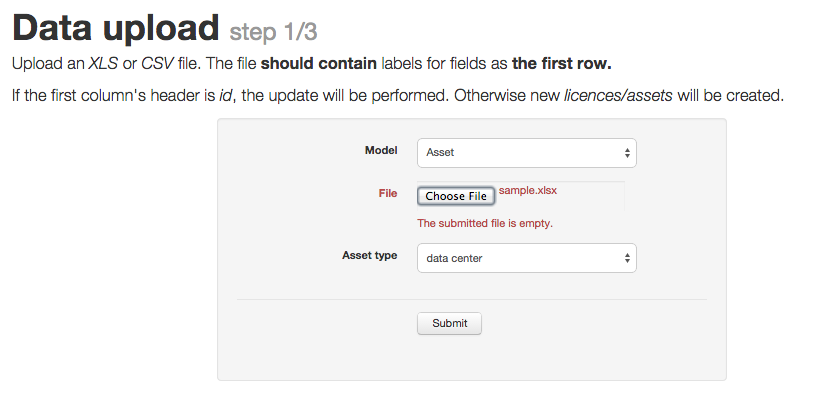 Data upload step 1/3
Upload an XLS or CSV file. The file should contain labels for fields as the first row.
If the first column's header is id, the update will be performed. Otherwise new licences/assets will be created.
Model Asset
File Choose File sample.xlsx
The submitted file is empty.
Asset type data center
Submit